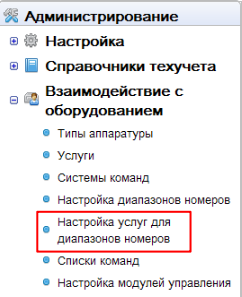 Администрирование
Настройка
Справочники техучета
Взаимодействие с
оборудованием
Типы аппаратуры
Услуги
Системы команд
Настройка диапазонов номеров
Настройка услуг для
диапазонов номеров
Списки команд
Настройка модулей управления